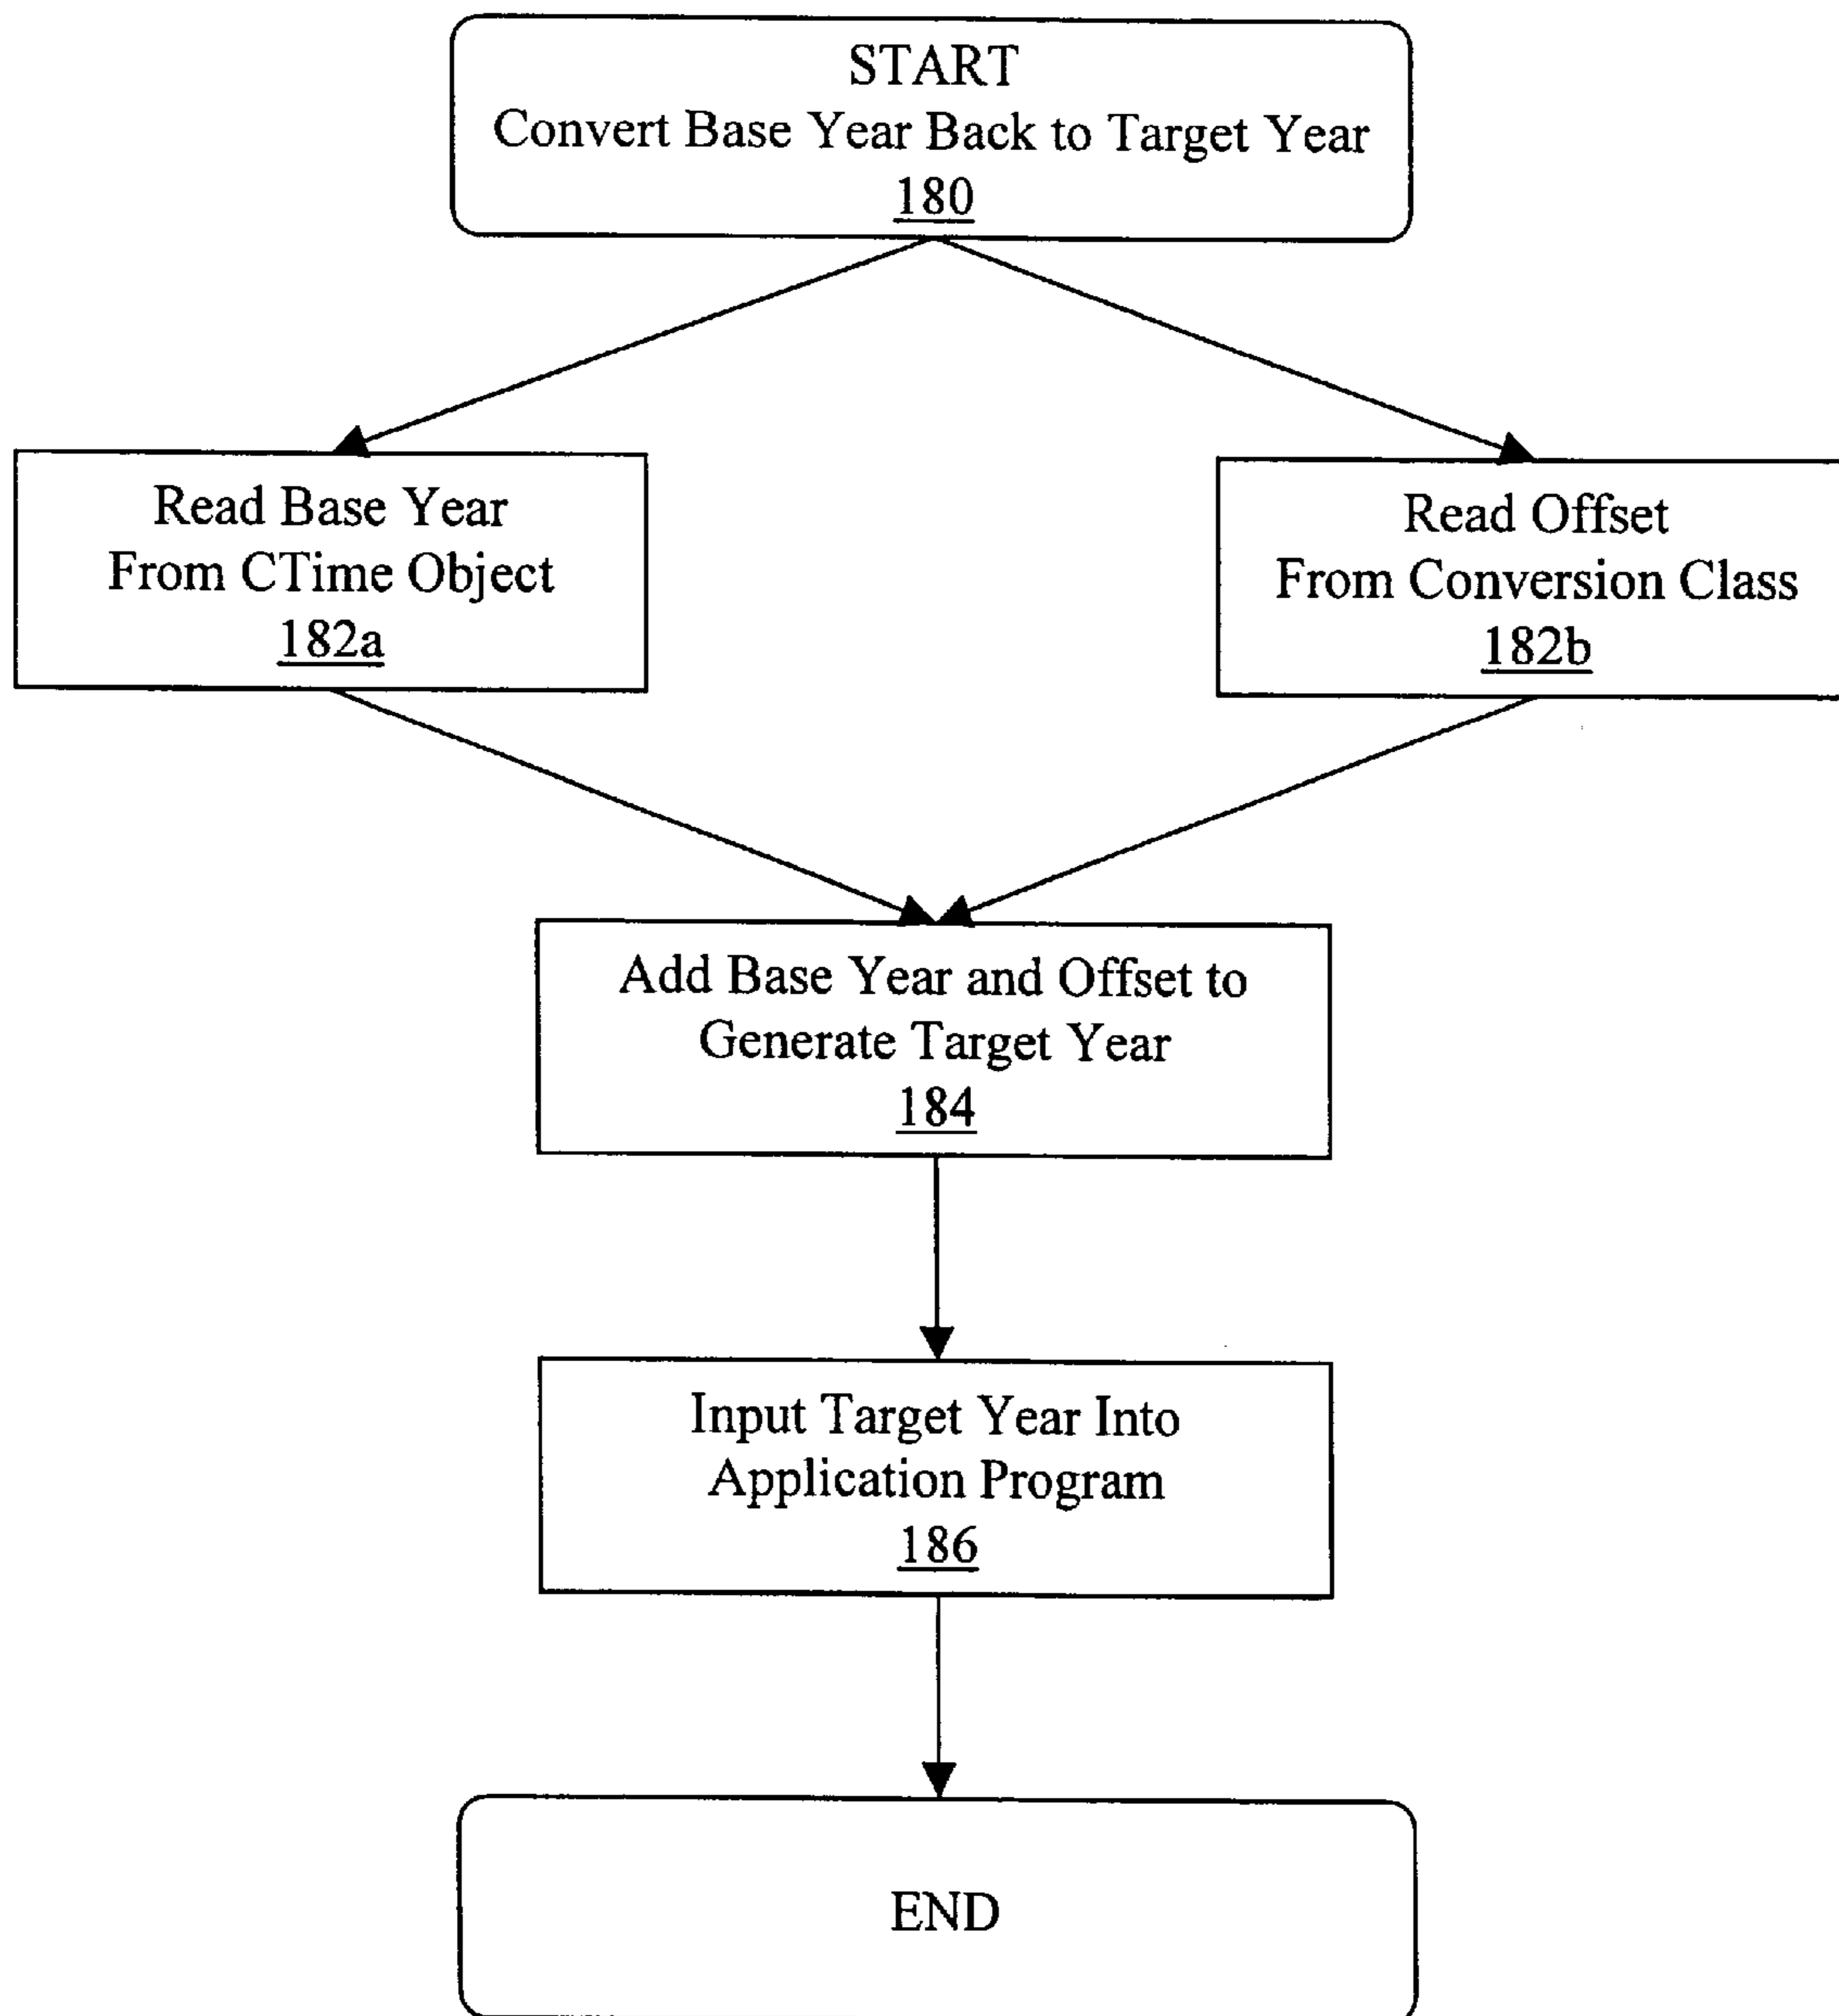 START
Convert Base Year Back to Target Year
180
Read Base Year
From CTime Object
182a
Read Offset
From Conversion Class
182b
Add Base Year and Offset to
Generate Target Year
184
Input Target Year Into
Application Program
186
END